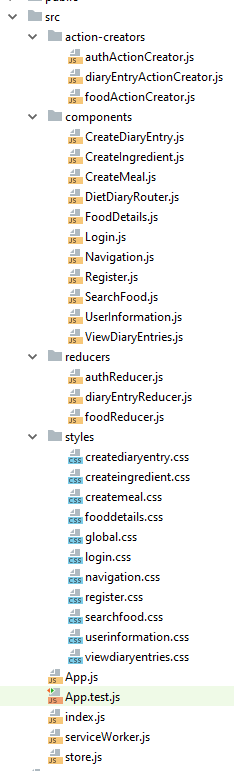 src
action-creators
authActionCreator.js
diaryEntryActionCreator.js
foodActionCreator.js
components
CreateDiaryEntry.js
CreateIngredient.js
CreateMeal.js
DietDiaryRouter.js
FoodDetails.js
Login.js
Navigation.js
Register.js
SearchFood.js
UserInformation.js
ViewDiaryEntries.js
reducers
authReducer.js
diaryEntryReducer.js
foodReducer.js
styles
creatediaryentry.css
createingredient.css
createmeal.css
fooddetails.css
global.css
login.css
navigation.css
register.css
searchfood.css
userinformation.css
viewdiaryentries.css
App.js
App.test.js
index.js
serviceWorker.js
store.js